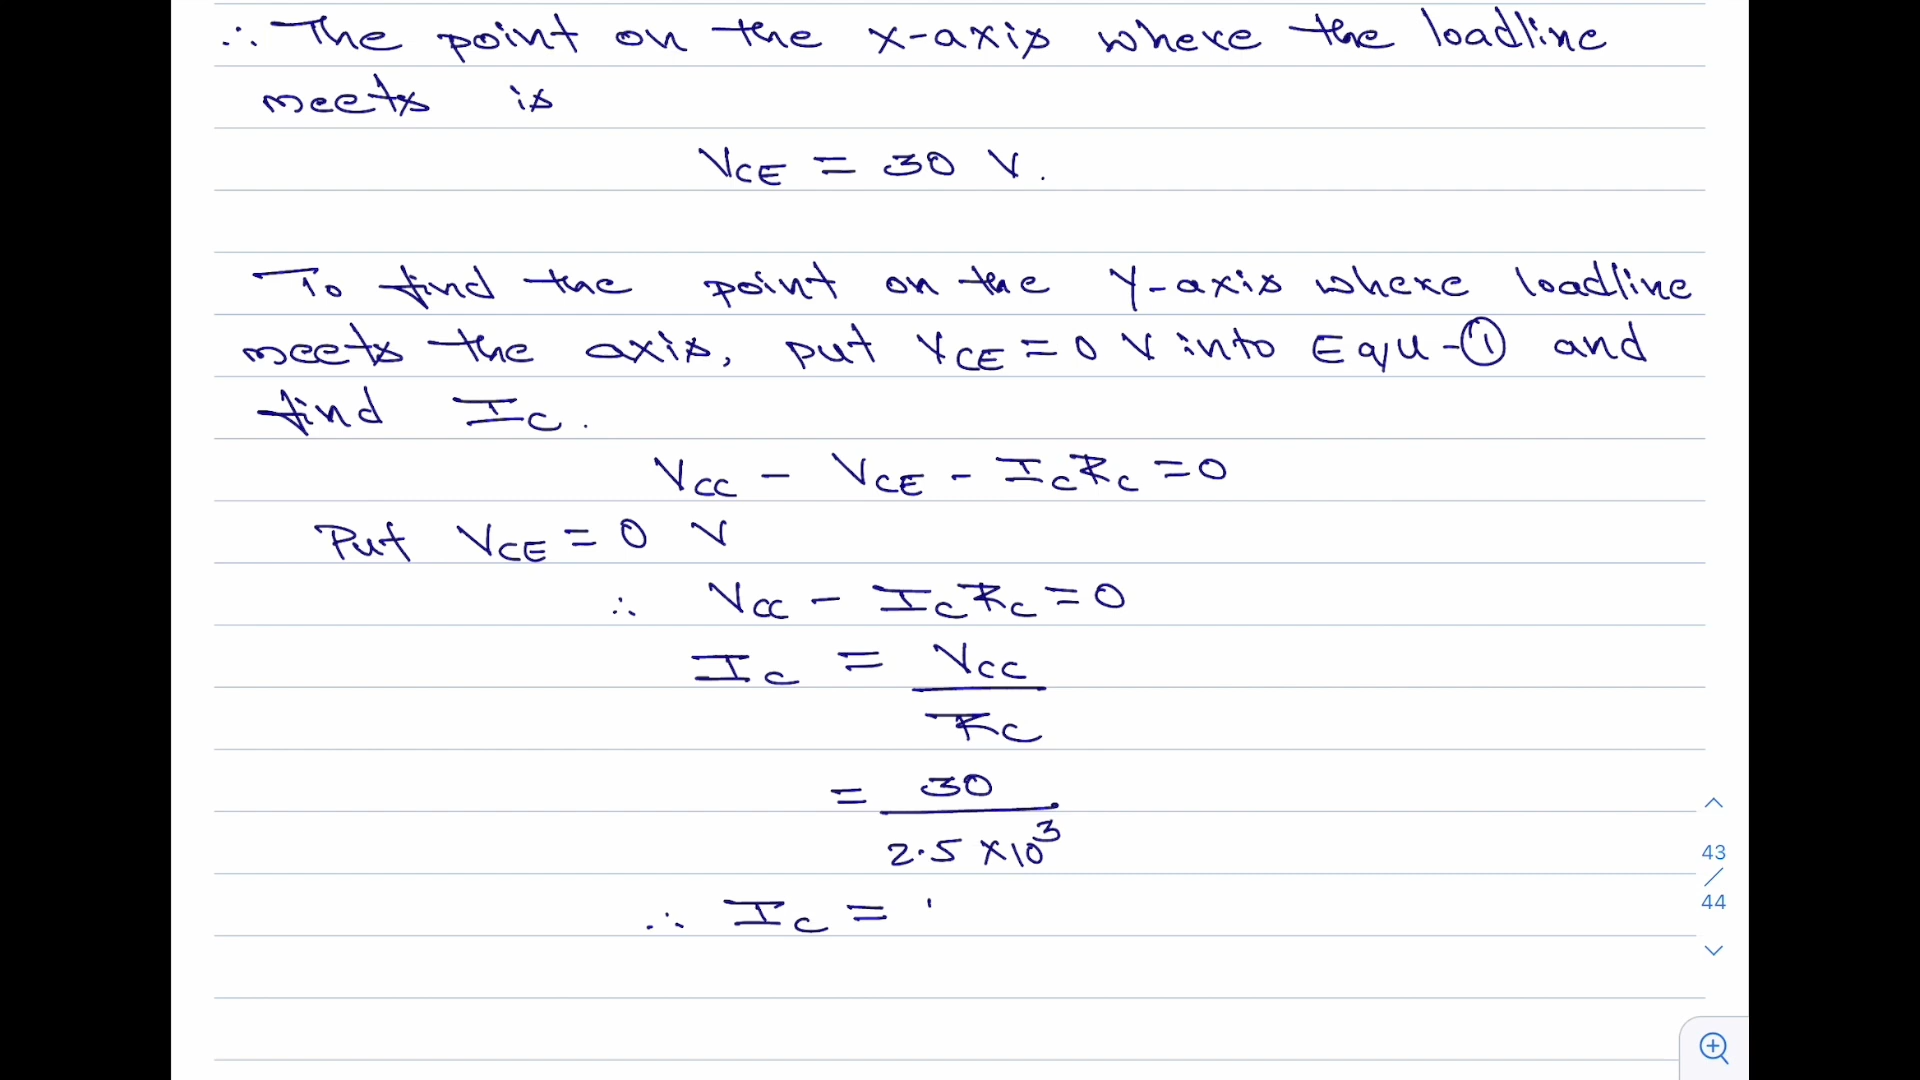 ∴ The point on the x-axis where the loadline
meets is
VCE = 30 V.
To find the point on the Y-axis where loadline
meets the axis, put VCE = 0 V into Equ-① and
find IC.
VCC - VCE - ICRC = 0
Put VCE = 0 V
∴ VCC - ICRC = 0
IC = VCC
RC
= 30
2.5 ×10³
∴ IC =
43
/
44